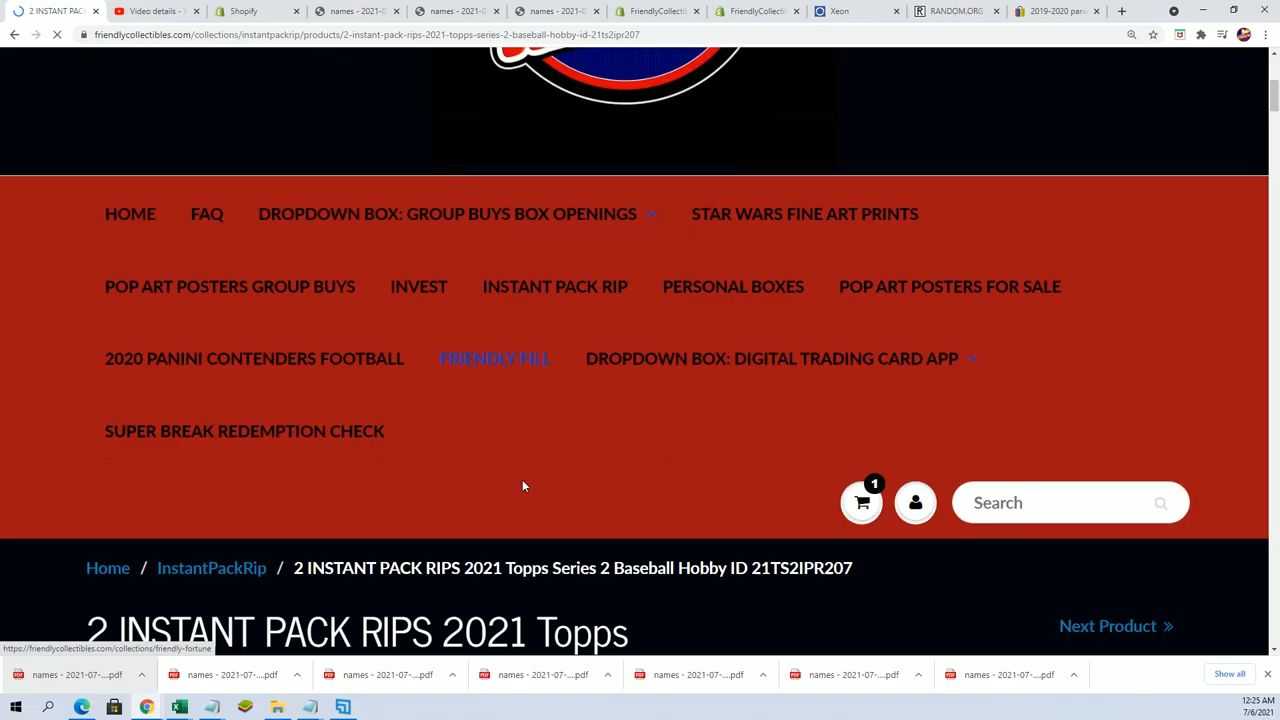 2 INSTANT PAC
Video details - Y
Shopify
names - 2021-0
names - 2021-0
names - 2021-0
FriendlyCollecti
FriendlyCollecti
Xeon
RANDOM.ORG
2019-2020 pan
friendlycollectibles.com/collections/instantpackrip/products/2-instant-pack-rips-2021-topps-series-2-baseball-hobby-id-21ts2ipr207
HOME FAQ DROPDOWN BOX: GROUP BUYS BOX OPENINGS STAR WARS FINE ART PRINTS
POP ART POSTERS GROUP BUYS INVEST INSTANT PACK RIP PERSONAL BOXES POP ART POSTERS FOR SALE
2020 PANINI CONTENDERS FOOTBALL FRIENDLY FILL DROPDOWN BOX: DIGITAL TRADING CARD APP
SUPER BREAK REDEMPTION CHECK
1
Search
Home / InstantPackRip / 2 INSTANT PACK RIPS 2021 Topps Series 2 Baseball Hobby ID 21TS2IPR207
2 INSTANT PACK RIPS 2021 Topps
Next Product »
https://friendlycollectibles.com/collections/friendly-fortune
names - 2021-07-....pdf
names - 2021-07-....pdf
names - 2021-07-....pdf
names - 2021-07-....pdf
names - 2021-07-....pdf
names - 2021-07-....pdf
names - 2021-07-....pdf
Show all
12:25 AM
7/6/2021